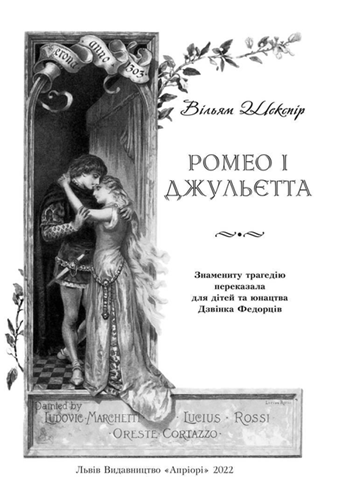 Verona anno 1303
Вільям Шекспір
РОМЕО І
ДЖУЛЬЄТТА
Знамениту трагедію
переказала
для дітей та юнацтва
Дзвінка Федорців
Painted by
LUDOVIC MARCHETTI · LUCIUS · ROSSI
· ORESTE CORTAZZO ·
Львів Видавництво «Апріорі» 2022